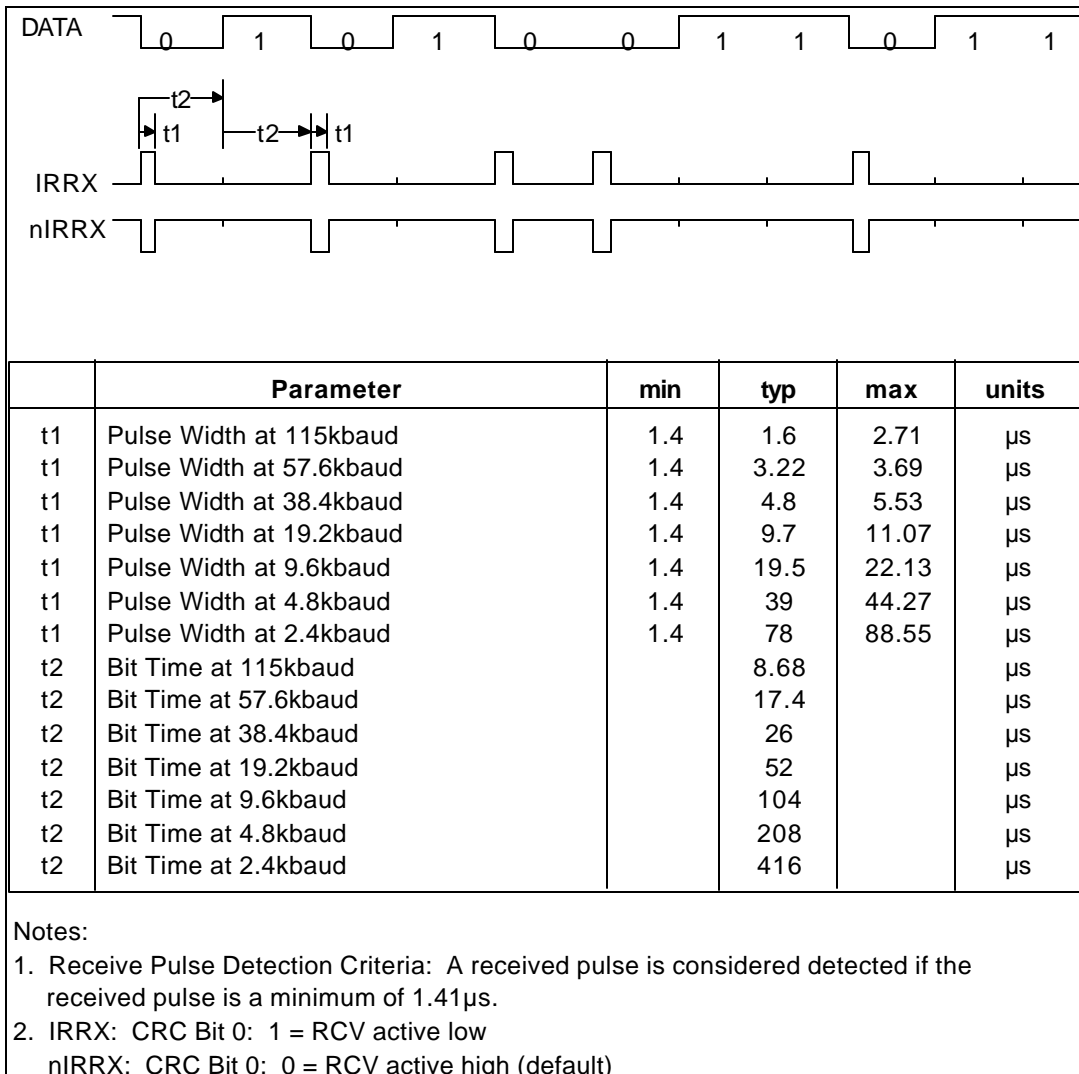 DATA 0 1 0 1 0 0 1 1 0 1 1
t2
t1 t2 t1
IRRX
nIRRX
Parameter min typ max units
t1 Pulse Width at 115kbaud 1.4 1.6 2.71 µs
t1 Pulse Width at 57.6kbaud 1.4 3.22 3.69 µs
t1 Pulse Width at 38.4kbaud 1.4 4.8 5.53 µs
t1 Pulse Width at 19.2kbaud 1.4 9.7 11.07 µs
t1 Pulse Width at 9.6kbaud 1.4 19.5 22.13 µs
t1 Pulse Width at 4.8kbaud 1.4 39 44.27 µs
t1 Pulse Width at 2.4kbaud 1.4 78 88.55 µs
t2 Bit Time at 115kbaud 8.68 µs
t2 Bit Time at 57.6kbaud 17.4 µs
t2 Bit Time at 38.4kbaud 26 µs
t2 Bit Time at 19.2kbaud 52 µs
t2 Bit Time at 9.6kbaud 104 µs
t2 Bit Time at 4.8kbaud 208 µs
t2 Bit Time at 2.4kbaud 416 µs
Notes:
1. Receive Pulse Detection Criteria: A received pulse is considered detected if the
received pulse is a minimum of 1.41µs.
2. IRRX: CRC Bit 0: 1 = RCV active low
nIRRX: CRC Bit 0: 0 = RCV active high (default)